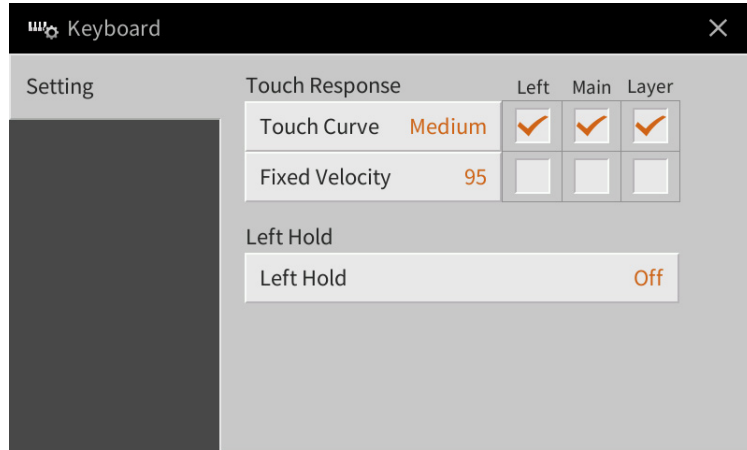 Keyboard
Setting
Touch Response Left Main Layer
Touch Curve Medium
Fixed Velocity 95
Left Hold
Left Hold Off